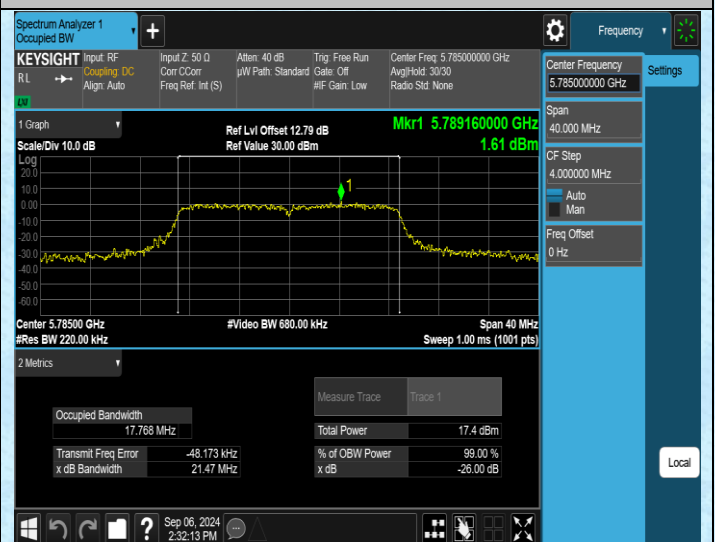 Spectrum Analyzer 1
Occupied BW
Frequency
KEYSIGHT
RL
LXI
Input: RF
Coupling: DC
Align: Auto
Input Z: 50 Ω
Corr CCorr
Freq Ref: Int (S)
Atten: 40 dB
µW Path: Standard
Trig: Free Run
Gate: Off
#IF Gain: Low
Center Freq: 5.785000000 GHz
Avg|Hold: 30/30
Radio Std: None
Center Frequency
5.785000000 GHz
Settings
Span
40.000 MHz
CF Step
4.000000 MHz
Auto
Man
Freq Offset
0 Hz
1 Graph
Scale/Div 10.0 dB
Ref Lvl Offset 12.79 dB
Ref Value 30.00 dBm
Mkr1 5.789160000 GHz
1.61 dBm
Log
20.0
10.0
0.00
-10.0
-20.0
-30.0
-40.0
-50.0
-60.0
1
Center 5.78500 GHz
#Res BW 220.00 kHz
#Video BW 680.00 kHz
Span 40 MHz
Sweep 1.00 ms (1001 pts)
2 Metrics
Measure Trace
Trace 1
Occupied Bandwidth
17.768 MHz
Total Power
17.4 dBm
Transmit Freq Error
-48.173 kHz
% of OBW Power
99.00 %
x dB Bandwidth
21.47 MHz
x dB
-26.00 dB
Local
?
Sep 06, 2024
2:32:13 PM